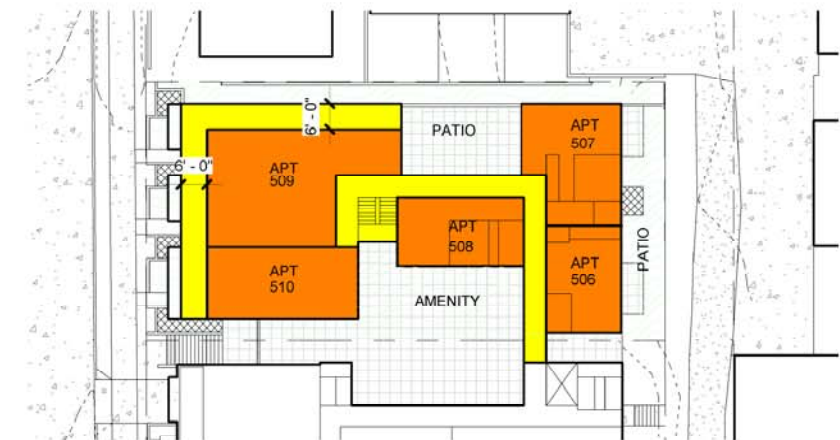 6' - 0"
PATIO
APT
507
6' - 0"
APT
509
APT
508
PATIO
APT
506
APT
510
AMENITY